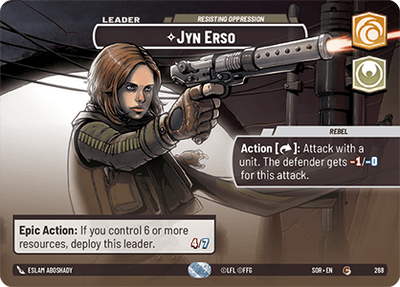 LEADER
RESISTING OPPRESSION
✧JYN ERSO
REBEL
Action [↷]: Attack with a
unit. The defender gets -1/-0
for this attack.
Epic Action: If you control 6 or more
resources, deploy this leader.
4/7
ESLAM ABOSHADY
©LFL ©FFG
SOR • EN
C
268